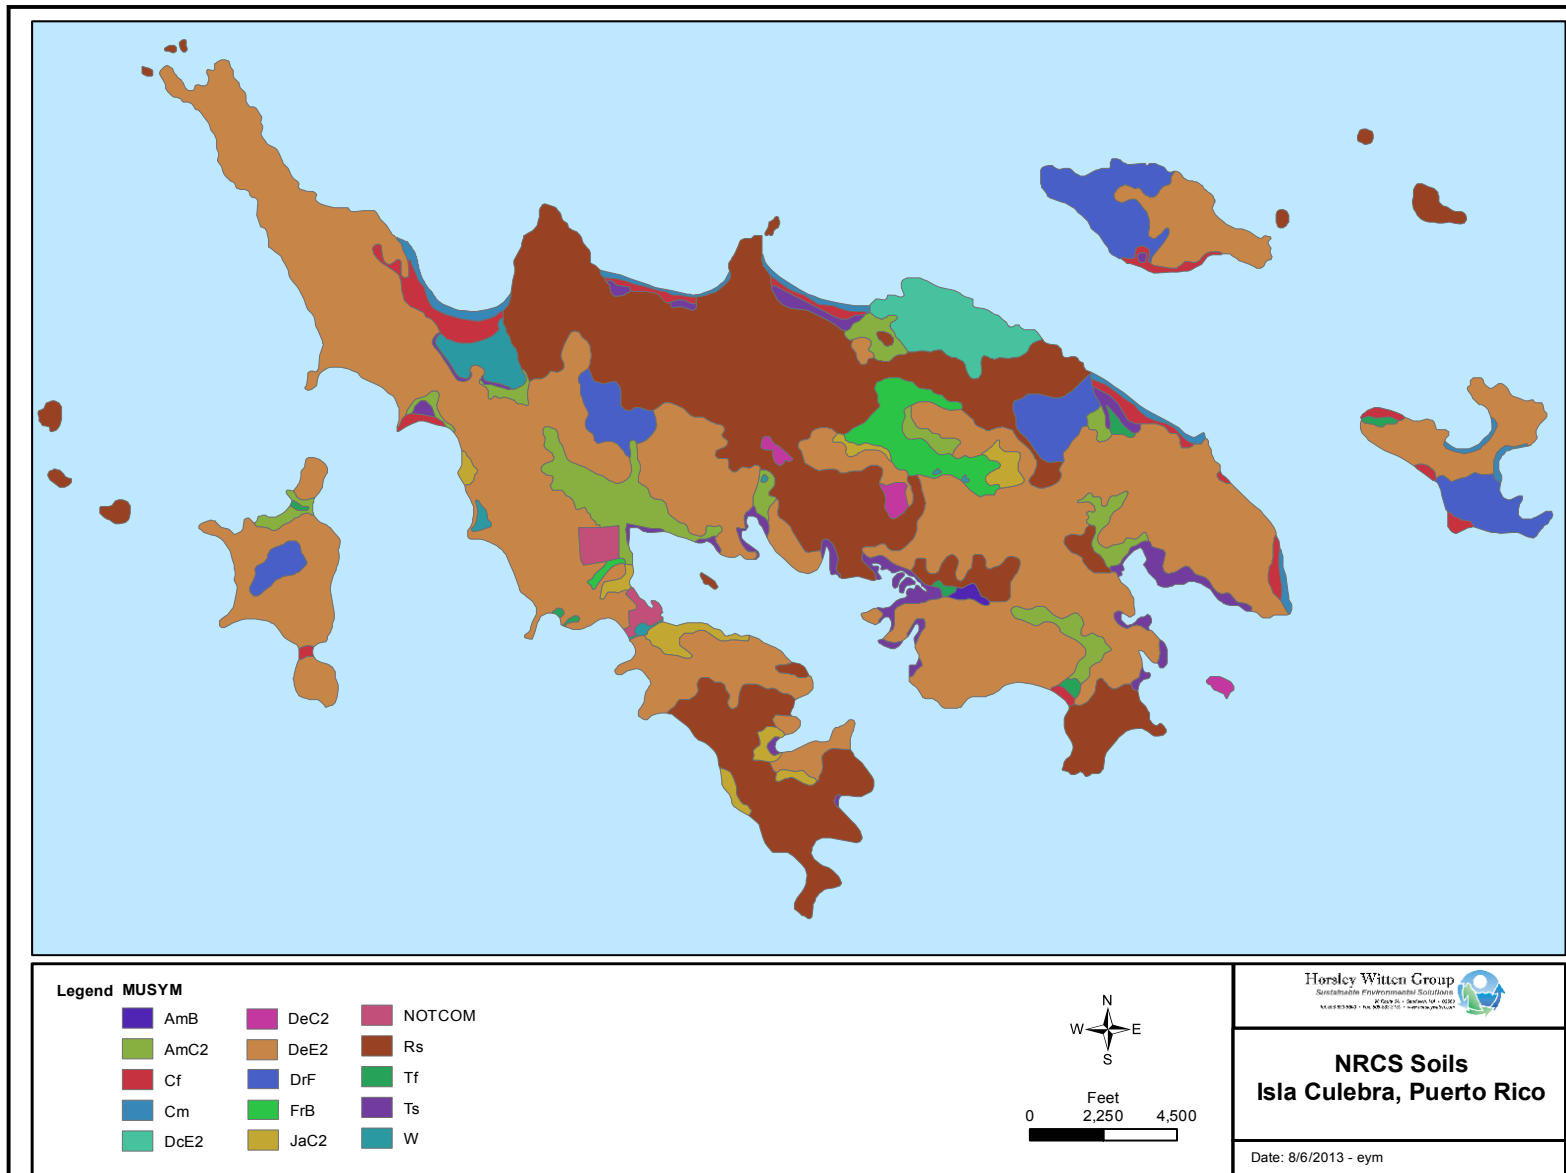 Legend MUSYM
AmB
AmC2
Cf
Cm
DcE2
DeC2
DeE2
DrF
FrB
JaC2
NOTCOM
Rs
Tf
Ts
W
N
W E
S
Feet
0 2,250 4,500
Horsley Witten Group
Sustainable Environmental Solutions
NRCS Soils
Isla Culebra, Puerto Rico
Date: 8/6/2013 - eym